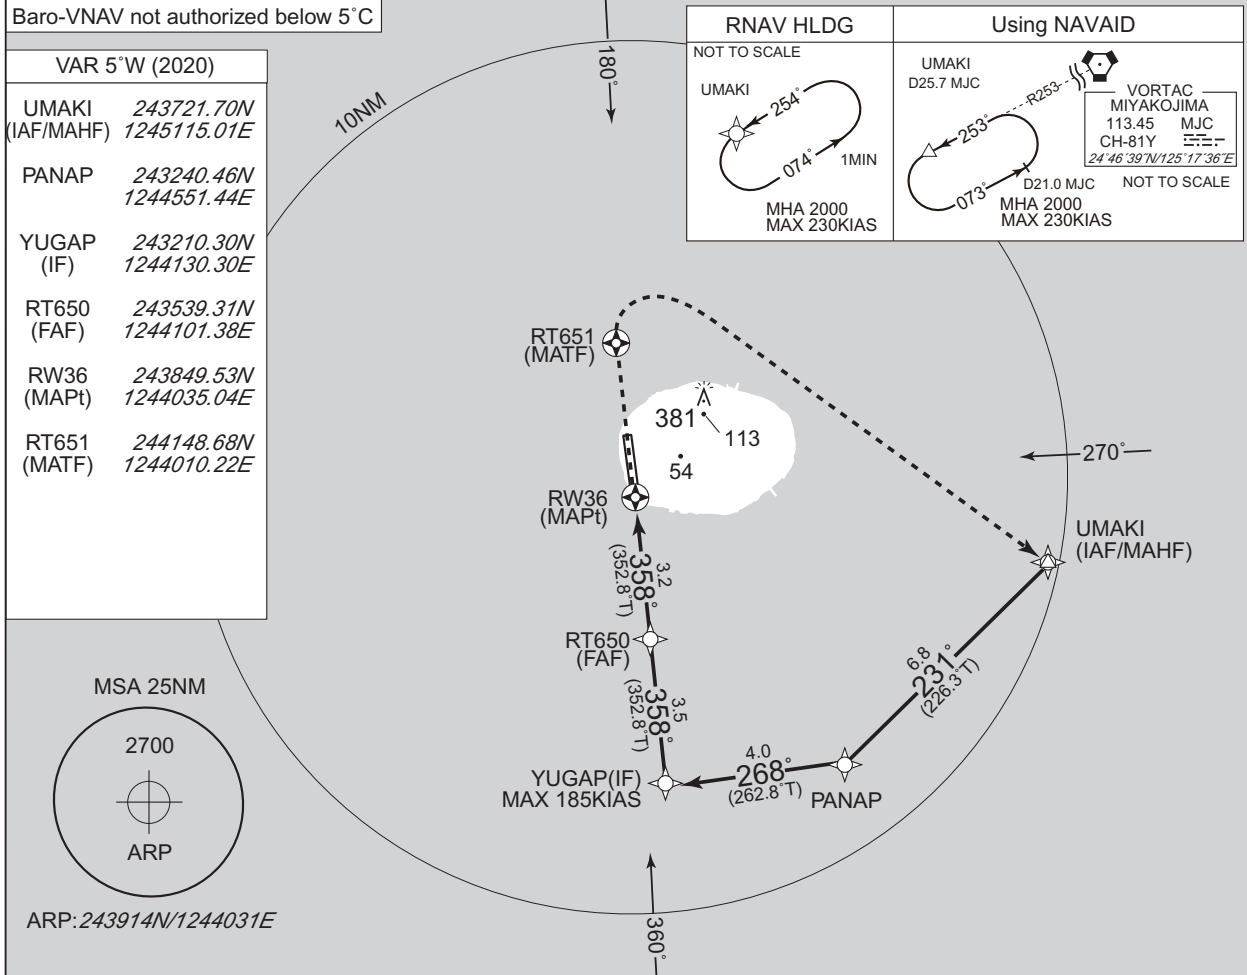 Baro-VNAV not authorized below 5˚C
VAR 5˚W (2020)
UMAKI 243721.70N
(IAF/MAHF) 1245115.01E
PANAP 243240.46N
1244551.44E
YUGAP 243210.30N
(IF) 1244130.30E
RT650 243539.31N
(FAF) 1244101.38E
RW36 243849.53N
(MAPt) 1244035.04E
RT651 244148.68N
(MATF) 1244010.22E
180˚
10NM
RNAV HLDG
NOT TO SCALE
UMAKI
254˚
074˚
1MIN
MHA 2000
MAX 230KIAS
Using NAVAID
UMAKI
D25.7 MJC
R253
253˚
073˚
D21.0 MJC
VORTAC
MIYAKOJIMA
113.45 MJC
CH-81Y
24˚46´39˝N/125˚17´36˝E
NOT TO SCALE
MHA 2000
MAX 230KIAS
RT651
(MATF)
381
113
54
270˚
RW36
(MAPt)
UMAKI
(IAF/MAHF)
3.2
358˚
(352.8˚T)
RT650
(FAF)
3.5
358˚
(352.8˚T)
6.8
231˚
(226.3˚T)
4.0
268˚
(262.8˚T)
YUGAP(IF)
MAX 185KIAS
PANAP
MSA 25NM
2700
ARP
ARP:243914N/1244031E
360˚